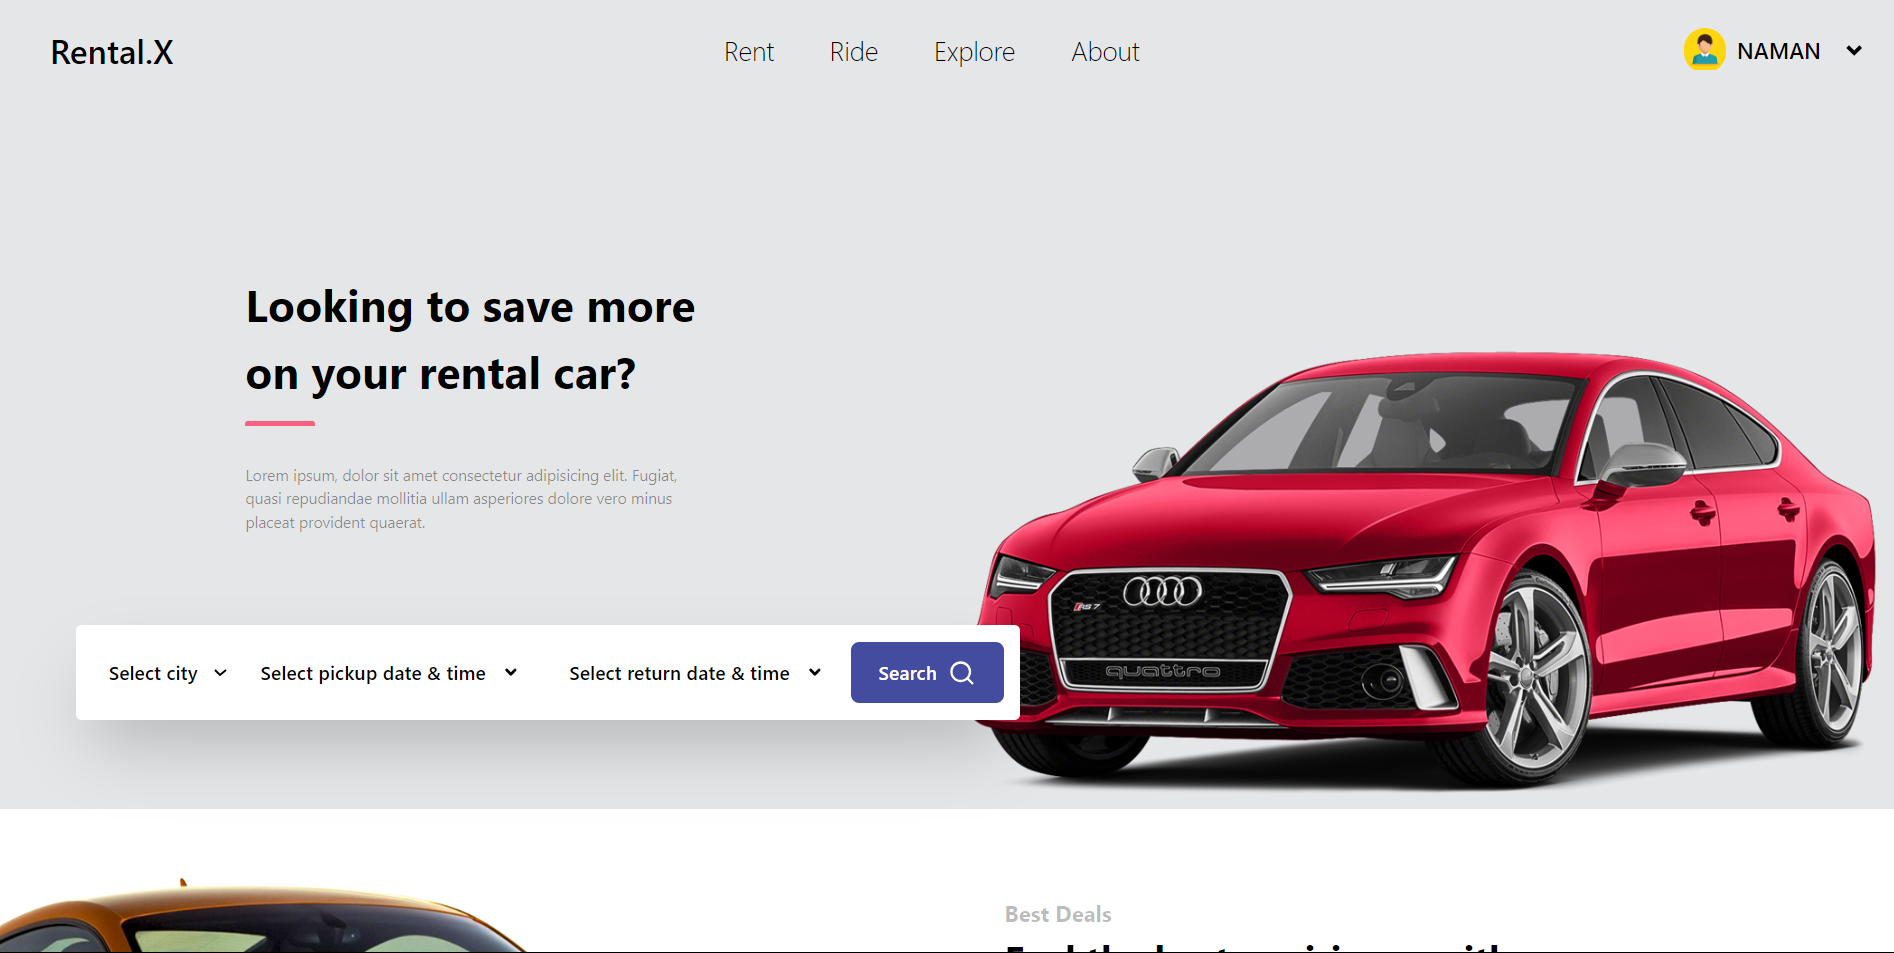 Rental.X
Rent
Ride
Explore
About
NAMAN
Looking to save more
on your rental car?
Lorem ipsum, dolor sit amet consectetur adipisicing elit. Fugiat,
quasi repudiandae mollitia ullam asperiores dolore vero minus
placeat provident quaerat.
RS 7
quattro
Select city
Select pickup date & time
Select return date & time
Search
Best Deals